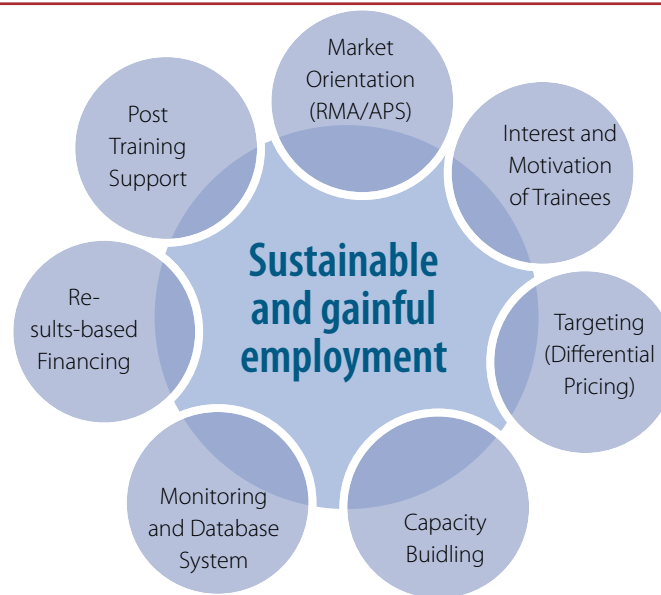 Market
Orientation
(RMA/APS)
Interest and
Motivation
of Trainees
Targeting
(Differential
Pricing)
Capacity
Buidling
Monitoring
and Database
System
Re-
sults-based
Financing
Post
Training
Support
Sustainable
and gainful
employment